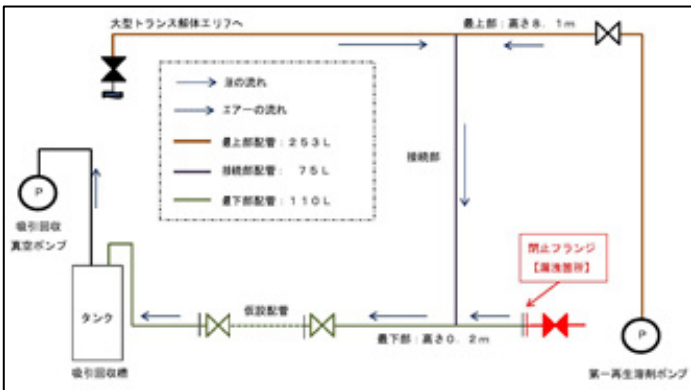 大型トランス解体エリアへ
最上部：高さ8．1m
油の流れ
エアーの流れ
最上部配管：253L
接続部配管： 75L
最下部配管：110L
接続部
P
吸引回収
真空ポンプ
閉止フランジ
【漏洩箇所】
タンク
仮設配管
最下部：高さ0．2m
P
吸引回収槽
第一再生溶剤ポンプ